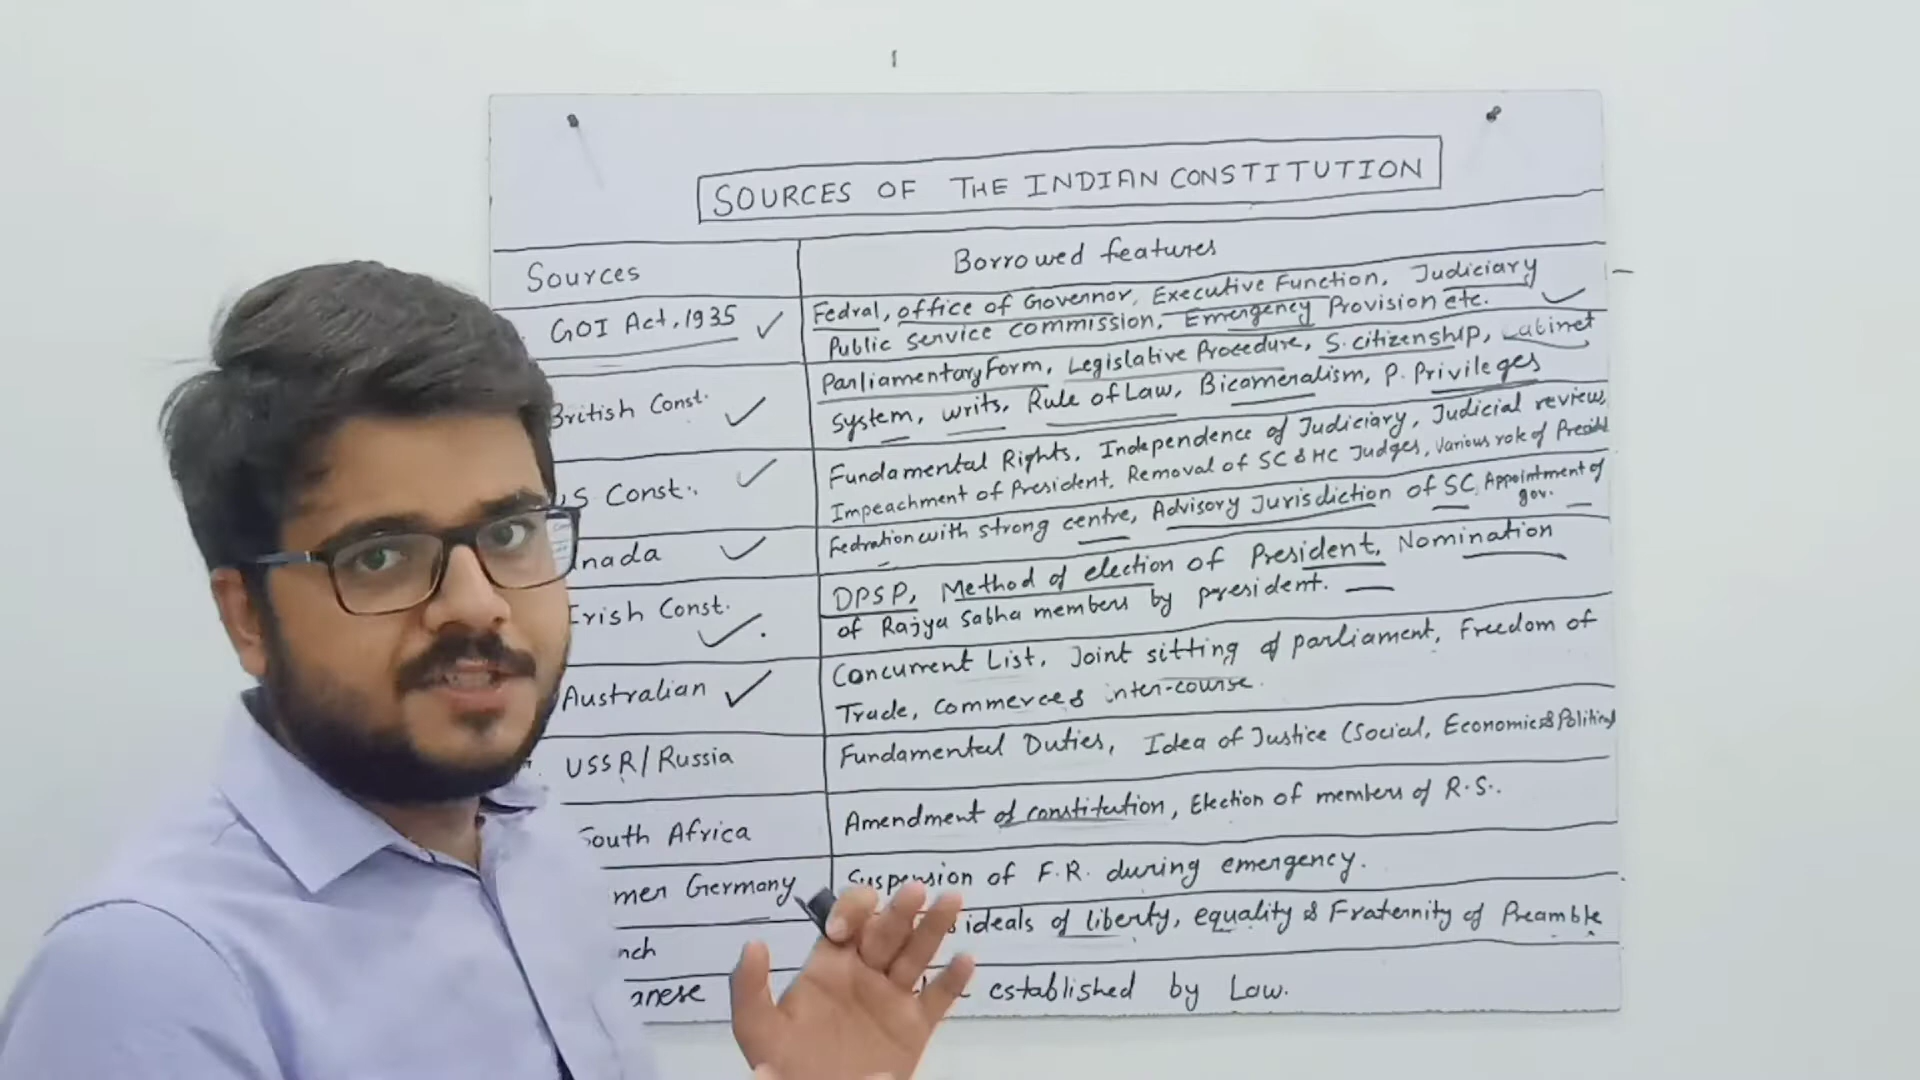 SOURCES OF THE INDIAN CONSTITUTION
Sources
Borrowed features
GOI Act, 1935
Fedral, office of Governor, Executive Function, Judiciary
Public Service Commission, Emergency Provision etc.
British Const.
Parliamentary Form, Legislative Procedure, S. citizenship, Cabinet
System, writs, Rule of Law, Bicameralism, P. Privileges
US Const.
Fundamental Rights, Independence of Judiciary, Judicial review,
Impeachment of President, Removal of SC & HC Judges, Various role of
nada
Fedration with strong centre, Advisory Jurisdiction of SC, Appointment of
gov.
Irish Const.
DPSP, Method of election of President, Nomination
of Rajya Sabha members by president.
Australian
Concurrent List, Joint sitting of parliament, Freedom of
Trade, Commerce & inter-course.
USSR/Russia
Fundamental Duties, Idea of Justice (Social, Economic & Political
South Africa
Amendment of constitution, Election of members of R.S.
mer Germany
Suspension of F.R. during emergency.
nch
ideals of liberty, equality & Fraternity of Preamble
anese
established by Law.